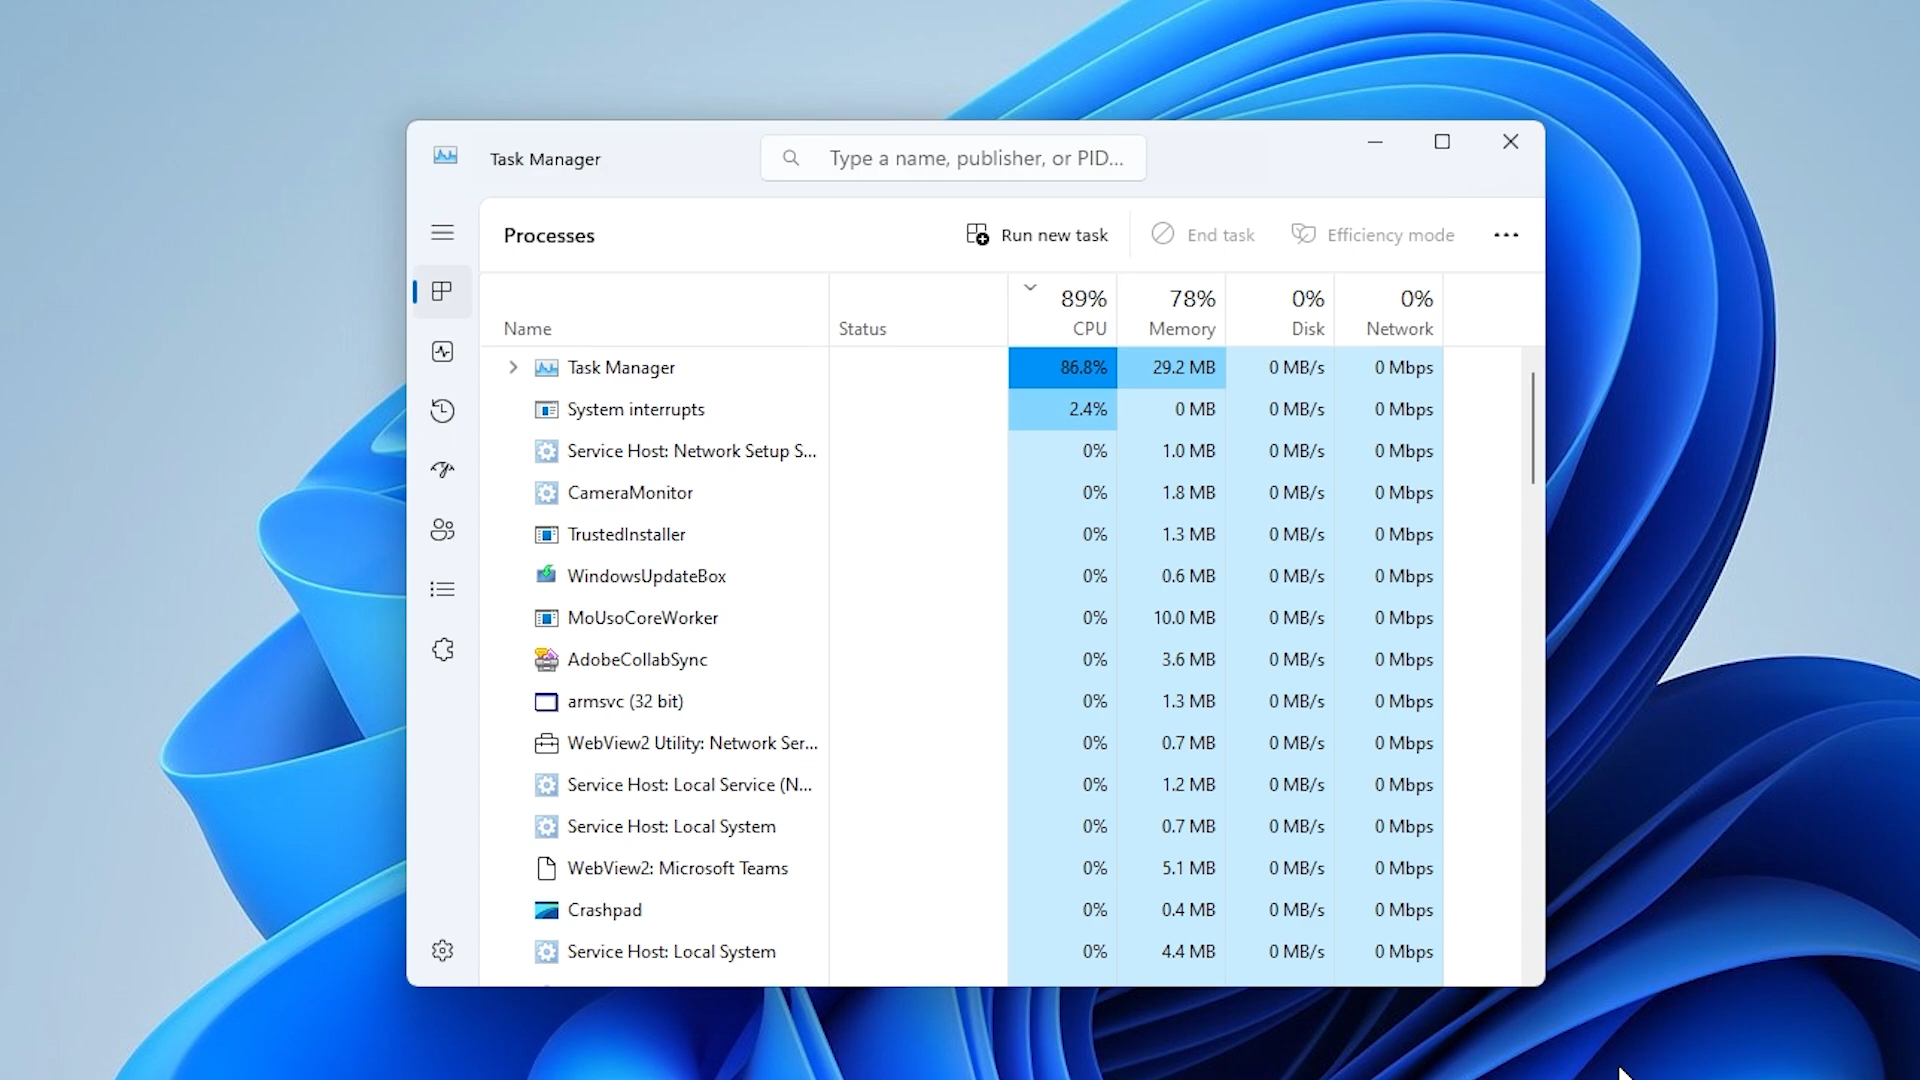 Task Manager
Type a name, publisher, or PID...
Processes
Run new task
End task
Efficiency mode
89% 78% 0% 0%
Name Status CPU Memory Disk Network
Task Manager 86.8% 29.2 MB 0 MB/s 0 Mbps
System interrupts 2.4% 0 MB 0 MB/s 0 Mbps
Service Host: Network Setup S... 0% 1.0 MB 0 MB/s 0 Mbps
CameraMonitor 0% 1.8 MB 0 MB/s 0 Mbps
TrustedInstaller 0% 1.3 MB 0 MB/s 0 Mbps
WindowsUpdateBox 0% 0.6 MB 0 MB/s 0 Mbps
MoUsoCoreWorker 0% 10.0 MB 0 MB/s 0 Mbps
AdobeCollabSync 0% 3.6 MB 0 MB/s 0 Mbps
armsvc (32 bit) 0% 1.3 MB 0 MB/s 0 Mbps
WebView2 Utility: Network Ser... 0% 0.7 MB 0 MB/s 0 Mbps
Service Host: Local Service (N... 0% 1.2 MB 0 MB/s 0 Mbps
Service Host: Local System 0% 0.7 MB 0 MB/s 0 Mbps
WebView2: Microsoft Teams 0% 5.1 MB 0 MB/s 0 Mbps
Crashpad 0% 0.4 MB 0 MB/s 0 Mbps
Service Host: Local System 0% 4.4 MB 0 MB/s 0 Mbps